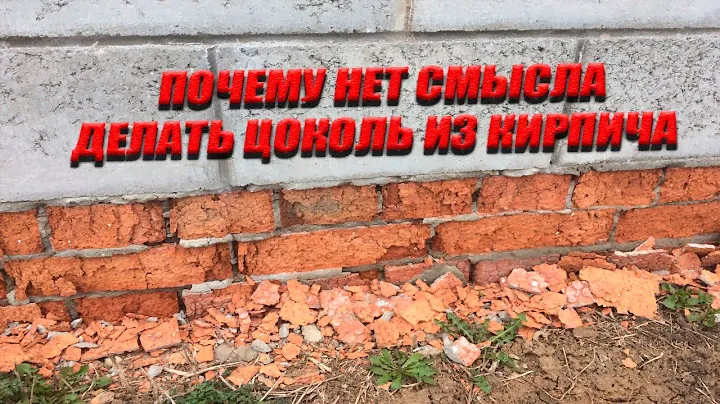 ПОЧЕМУ НЕТ СМЫСЛА
ДЕЛАТЬ ЦОКОЛЬ ИЗ КИРПИЧА